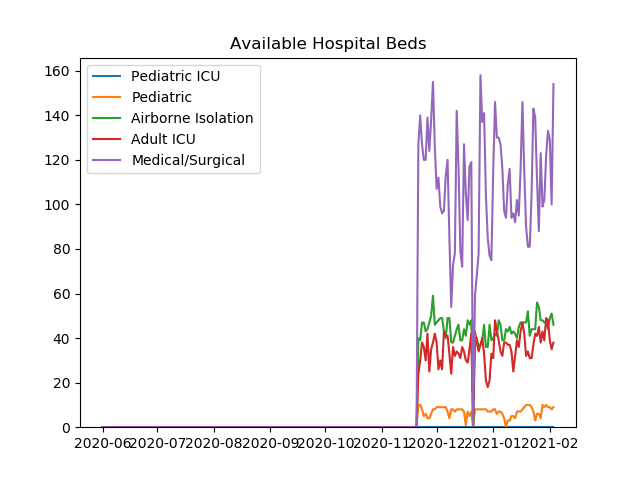 Available Hospital Beds
160
140
120
100
80
60
40
20
0
Pediatric ICU
Pediatric
Airborne Isolation
Adult ICU
Medical/Surgical
2020-06 2020-07 2020-08 2020-09 2020-10 2020-11 2020-12 2021-01 2021-02